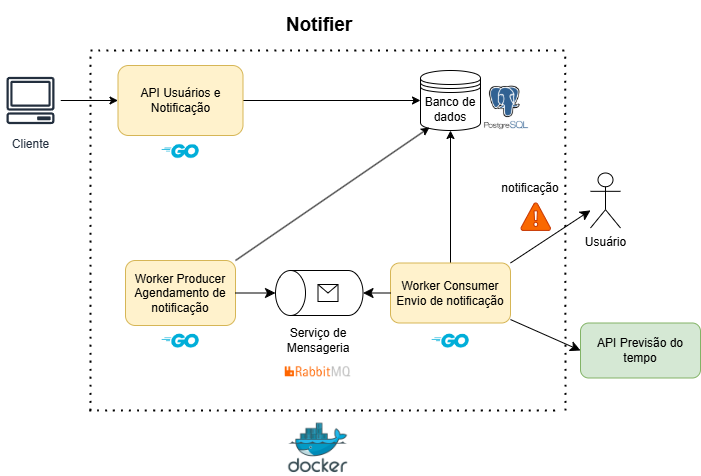 Notifier
API Usuários e
Notificação
GO
Cliente
Banco de
dados
PostgreSQL
notificação
Usuário
Worker Producer
Agendamento de
notificação
GO
Serviço de
Mensageria
RabbitMQ
Worker Consumer
Envio de notificação
GO
API Previsão do
tempo
docker